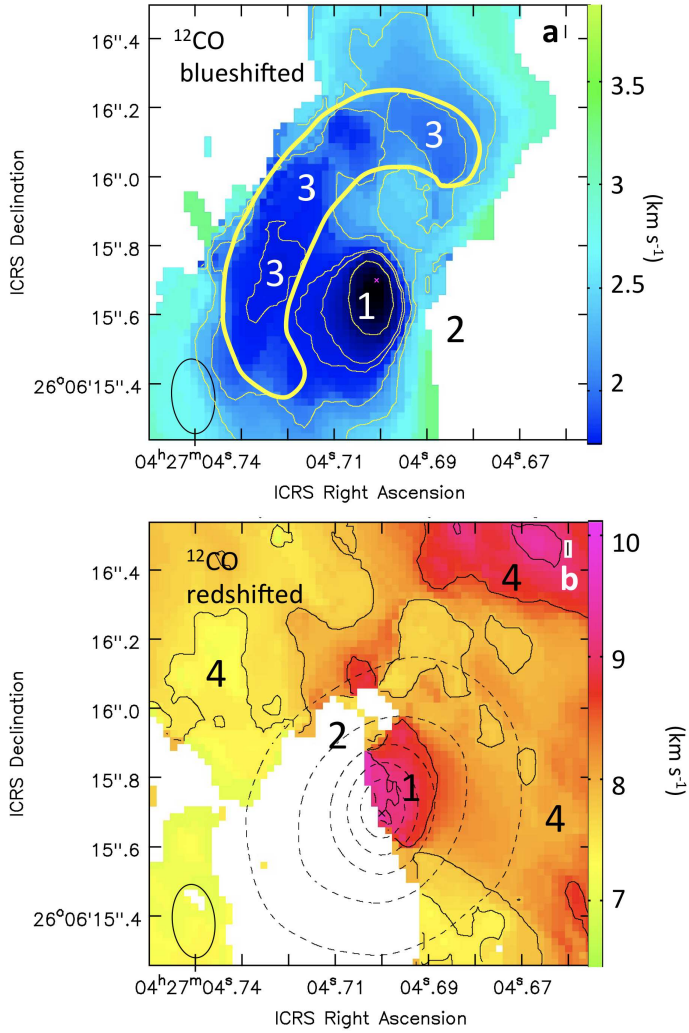 ¹²CO
blueshifted
a
16".4
16".2
16".0
15".8
15".6
26°06'15".4
ICRS Declination
3
3
3
1
2
3.5
3
2.5
2
(km s⁻¹)
04ʰ27ᵐ04ˢ.74
04ˢ.71
04ˢ.69
04ˢ.67
ICRS Right Ascension
¹²CO
redshifted
b
16".4
16".2
16".0
15".8
15".6
26°06'15".4
ICRS Declination
4
4
2
1
4
10
9
8
7
(km s⁻¹)
04ʰ27ᵐ04ˢ.74
04ˢ.71
04ˢ.69
04ˢ.67
ICRS Right Ascension